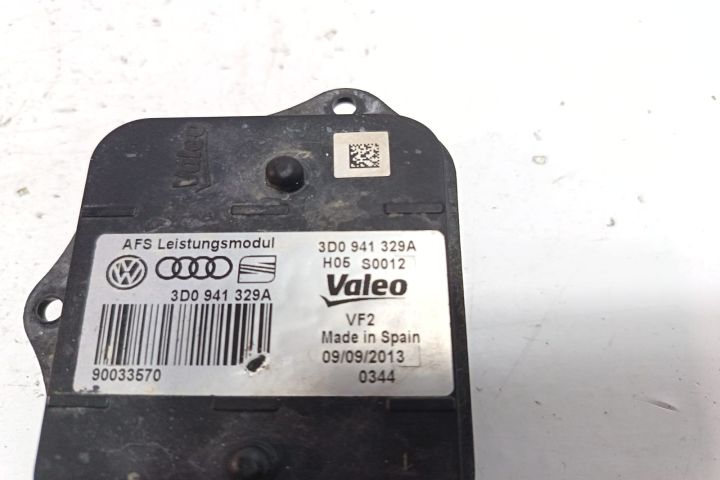 Valeo
AFS Leistungsmodul
3D0 941 329A
90033570
3D0 941 329A
H05 S0012
Valeo
VF2
Made in Spain
09/09/2013
0344